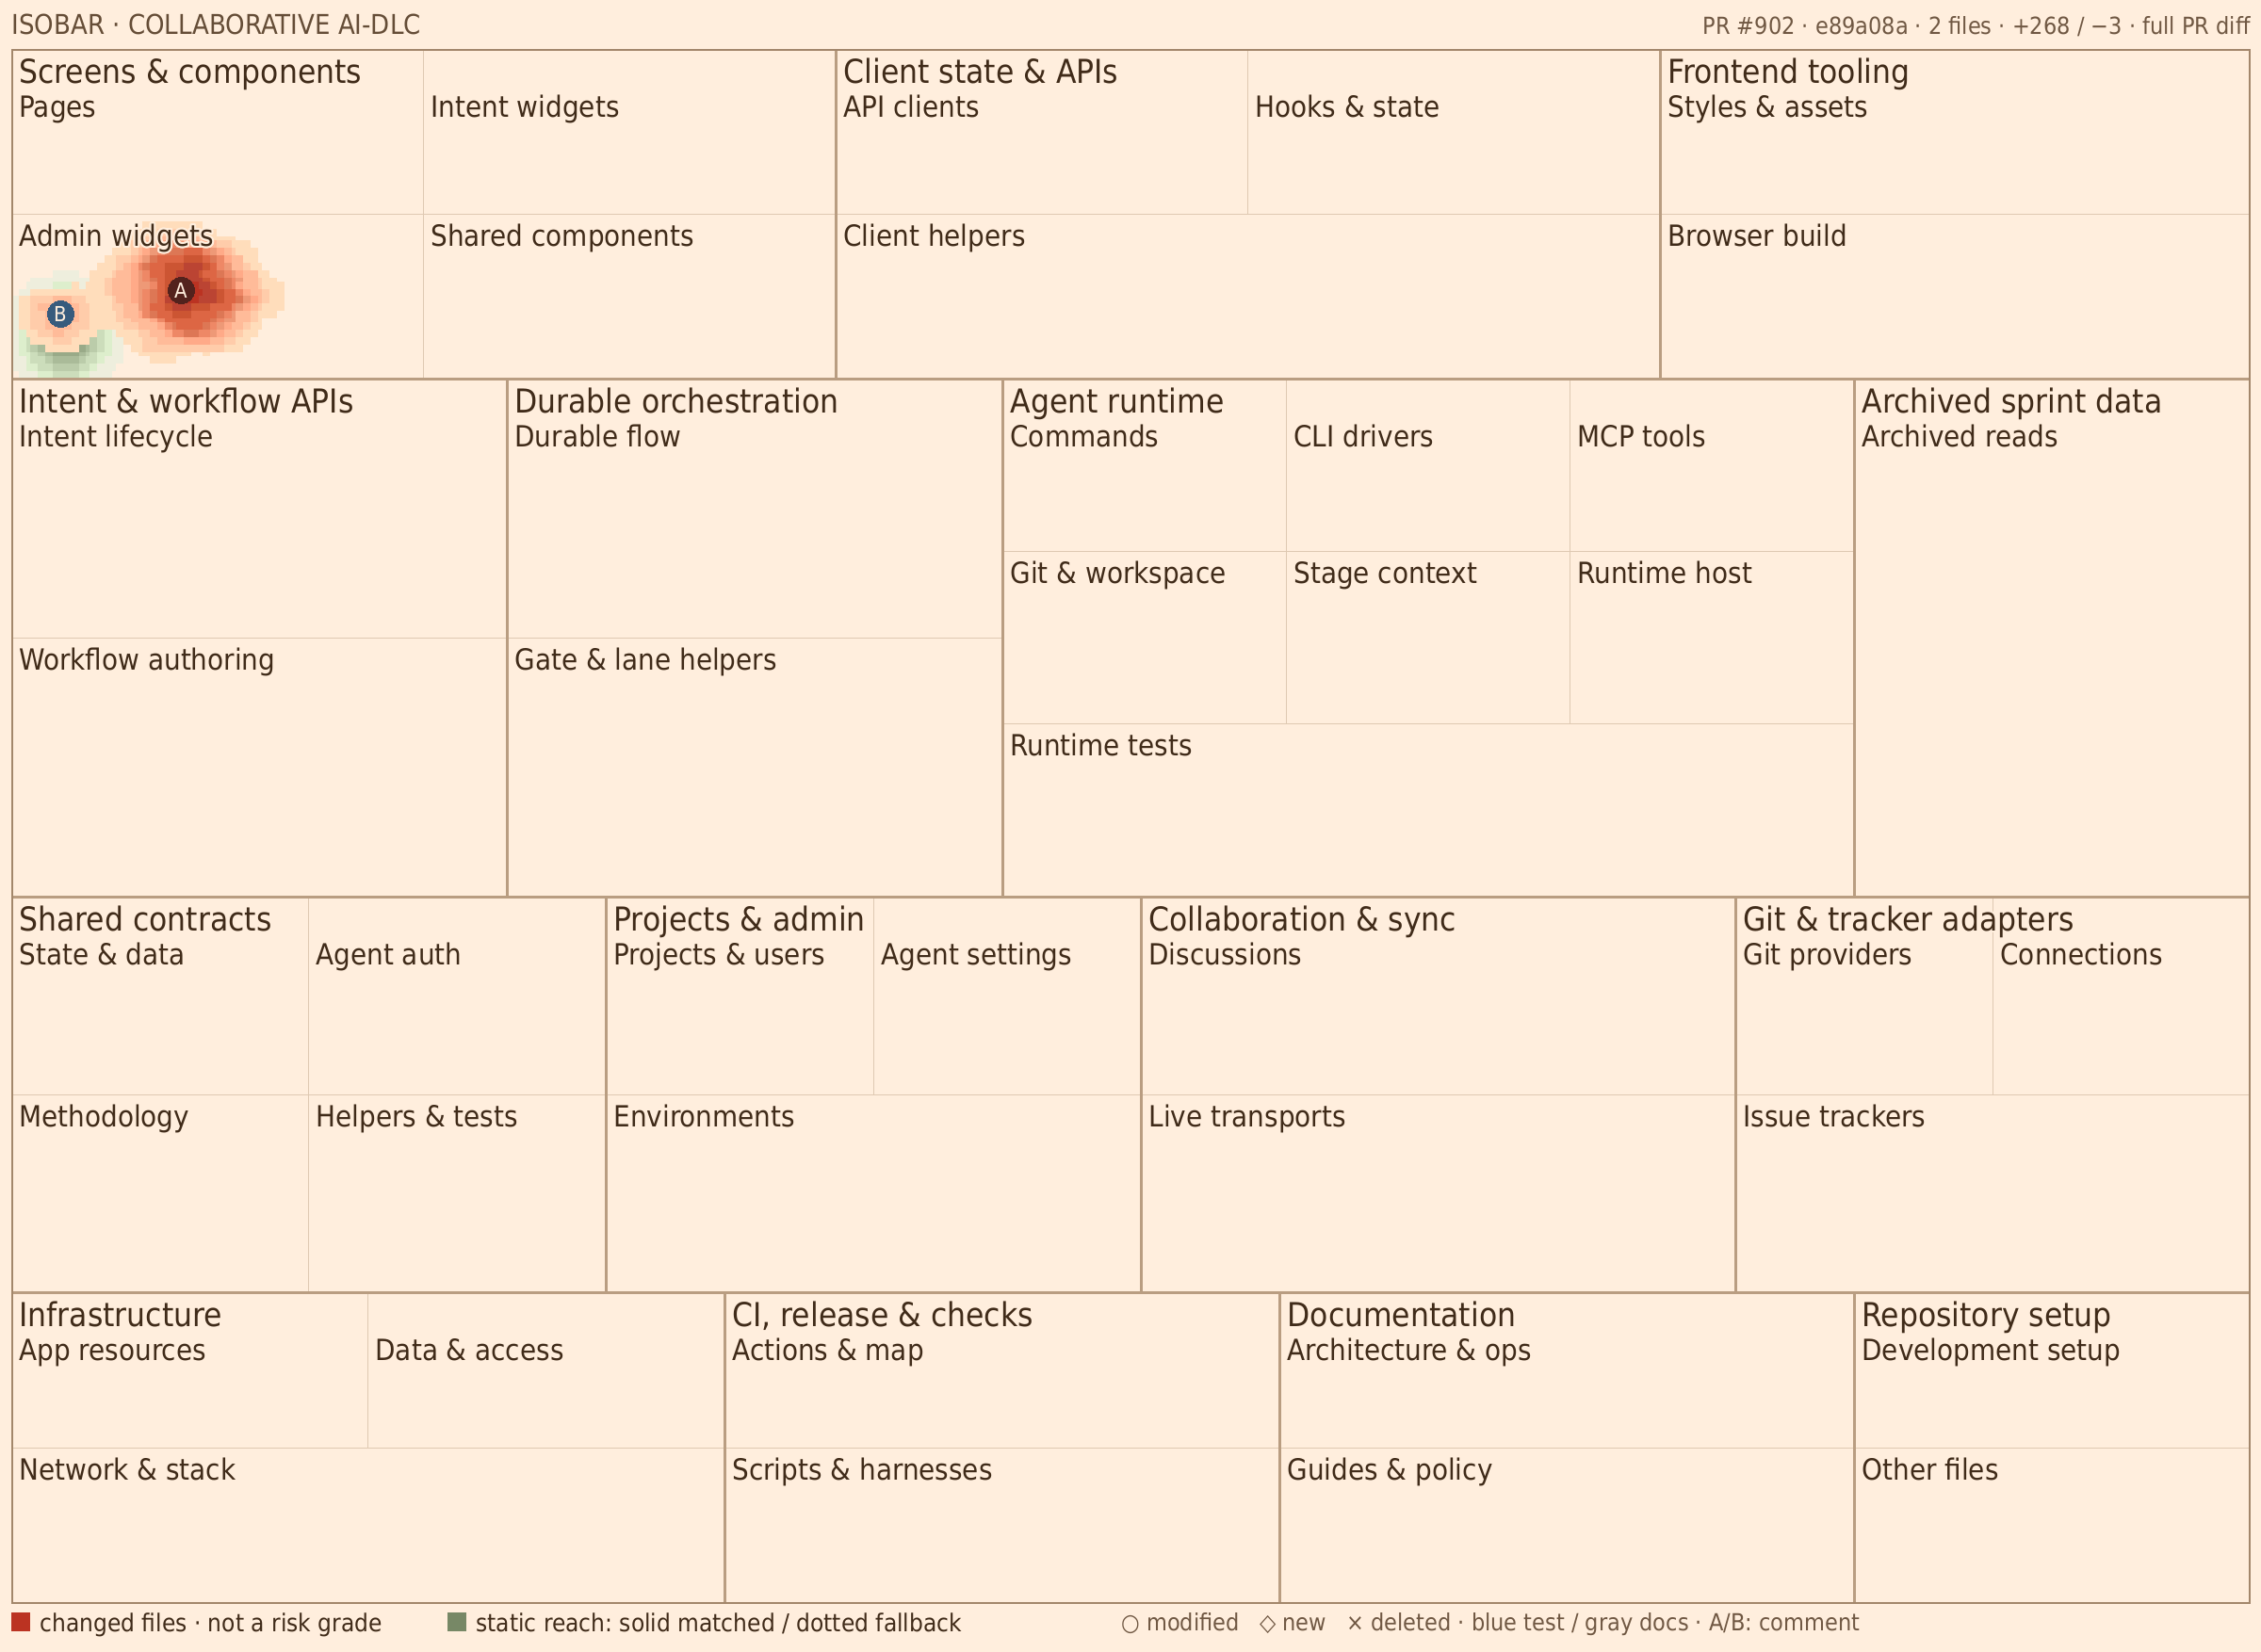 ISOBAR · COLLABORATIVE AI-DLC
PR #902 · e89a08a · 2 files · +268 / −3 · full PR diff
Screens & components
Pages
Intent widgets
Client state & APIs
API clients
Hooks & state
Frontend tooling
Styles & assets
Admin widgets
A
B
Shared components
Client helpers
Browser build
Intent & workflow APIs
Intent lifecycle
Durable orchestration
Durable flow
Agent runtime
Commands
CLI drivers
MCP tools
Archived sprint data
Archived reads
Git & workspace
Stage context
Runtime host
Workflow authoring
Gate & lane helpers
Runtime tests
Shared contracts
State & data
Agent auth
Projects & admin
Projects & users
Agent settings
Collaboration & sync
Discussions
Git & tracker adapters
Git providers
Connections
Methodology
Helpers & tests
Environments
Live transports
Issue trackers
Infrastructure
App resources
Data & access
CI, release & checks
Actions & map
Documentation
Architecture & ops
Repository setup
Development setup
Network & stack
Scripts & harnesses
Guides & policy
Other files
changed files · not a risk grade
static reach: solid matched / dotted fallback
○ modified ◇ new × deleted · blue test / gray docs · A/B: comment